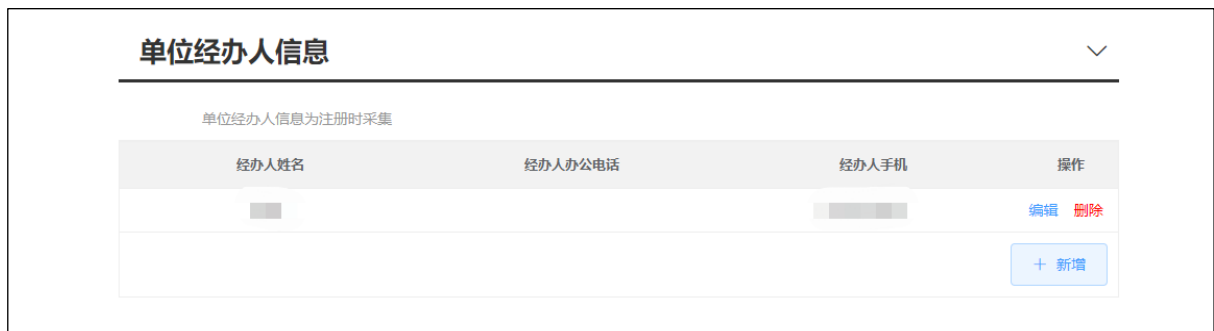 单位经办人信息
单位经办人信息为注册时采集
经办人姓名 经办人办公电话 经办人手机 操作
编辑 删除
+ 新增